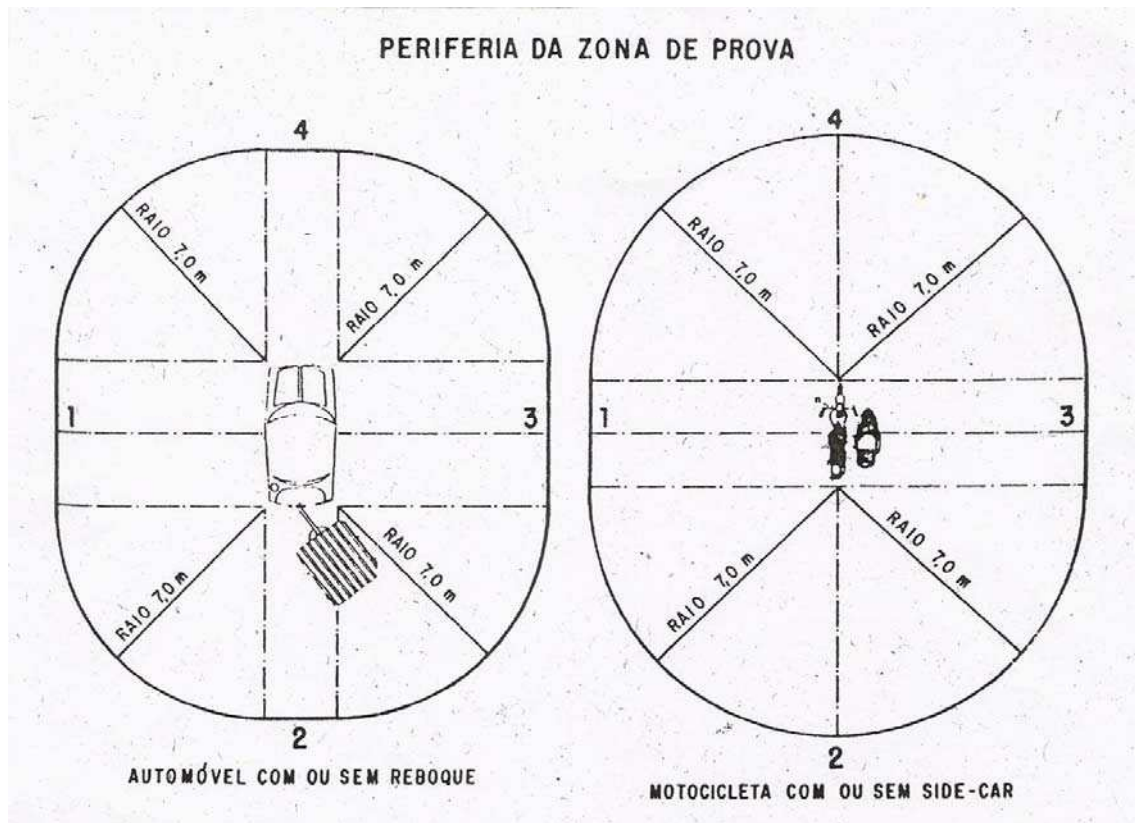 PERIFERIA DA ZONA DE PROVA
4
RAIO 7,0 m
RAIO 7,0 m
1
3
RAIO 7,0 m
RAIO 7,0 m
2
AUTOMÓVEL COM OU SEM REBOQUE
4
RAIO 7,0 m
RAIO 7,0 m
1
3
RAIO 7,0 m
RAIO 7,0 m
2
MOTOCICLETA COM OU SEM SIDE-CAR